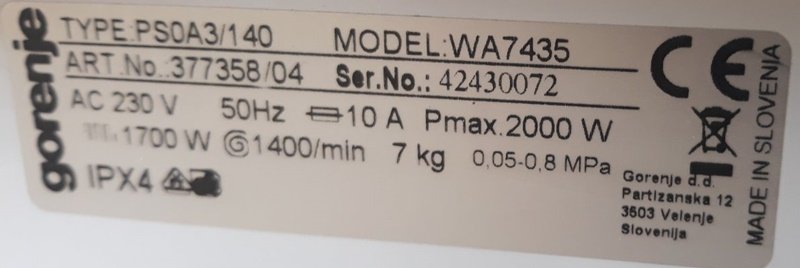 gorenje
TYPE:PS0A3/140 MODEL:WA7435
ART.No.:377358/04 Ser.No.: 42430072
AC 230 V 50Hz 10 A Pmax.2000 W
1700 W 1400/min 7 kg 0,05-0,8 MPa
IPX4
CE
Gorenje d.d.
Partizanska 12
3503 Velenje
Slovenija
MADE IN SLOVENIA